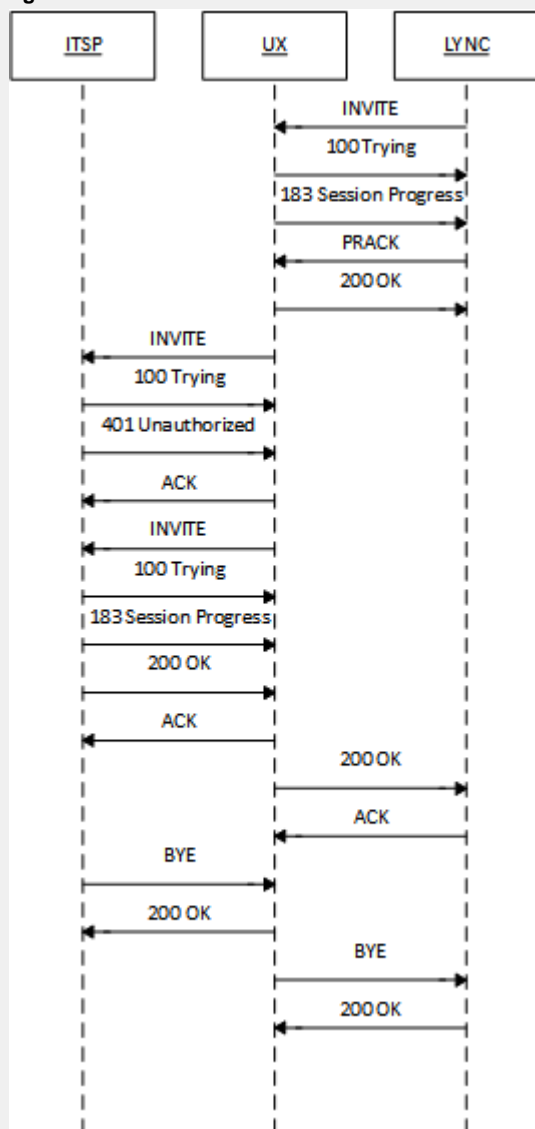 ITSP
UX
LYNC
INVITE
100 Trying
183 Session Progress
PRACK
200 OK
INVITE
100 Trying
401 Unauthorized
ACK
INVITE
100 Trying
183 Session Progress
200 OK
ACK
200 OK
ACK
BYE
200 OK
BYE
200 OK